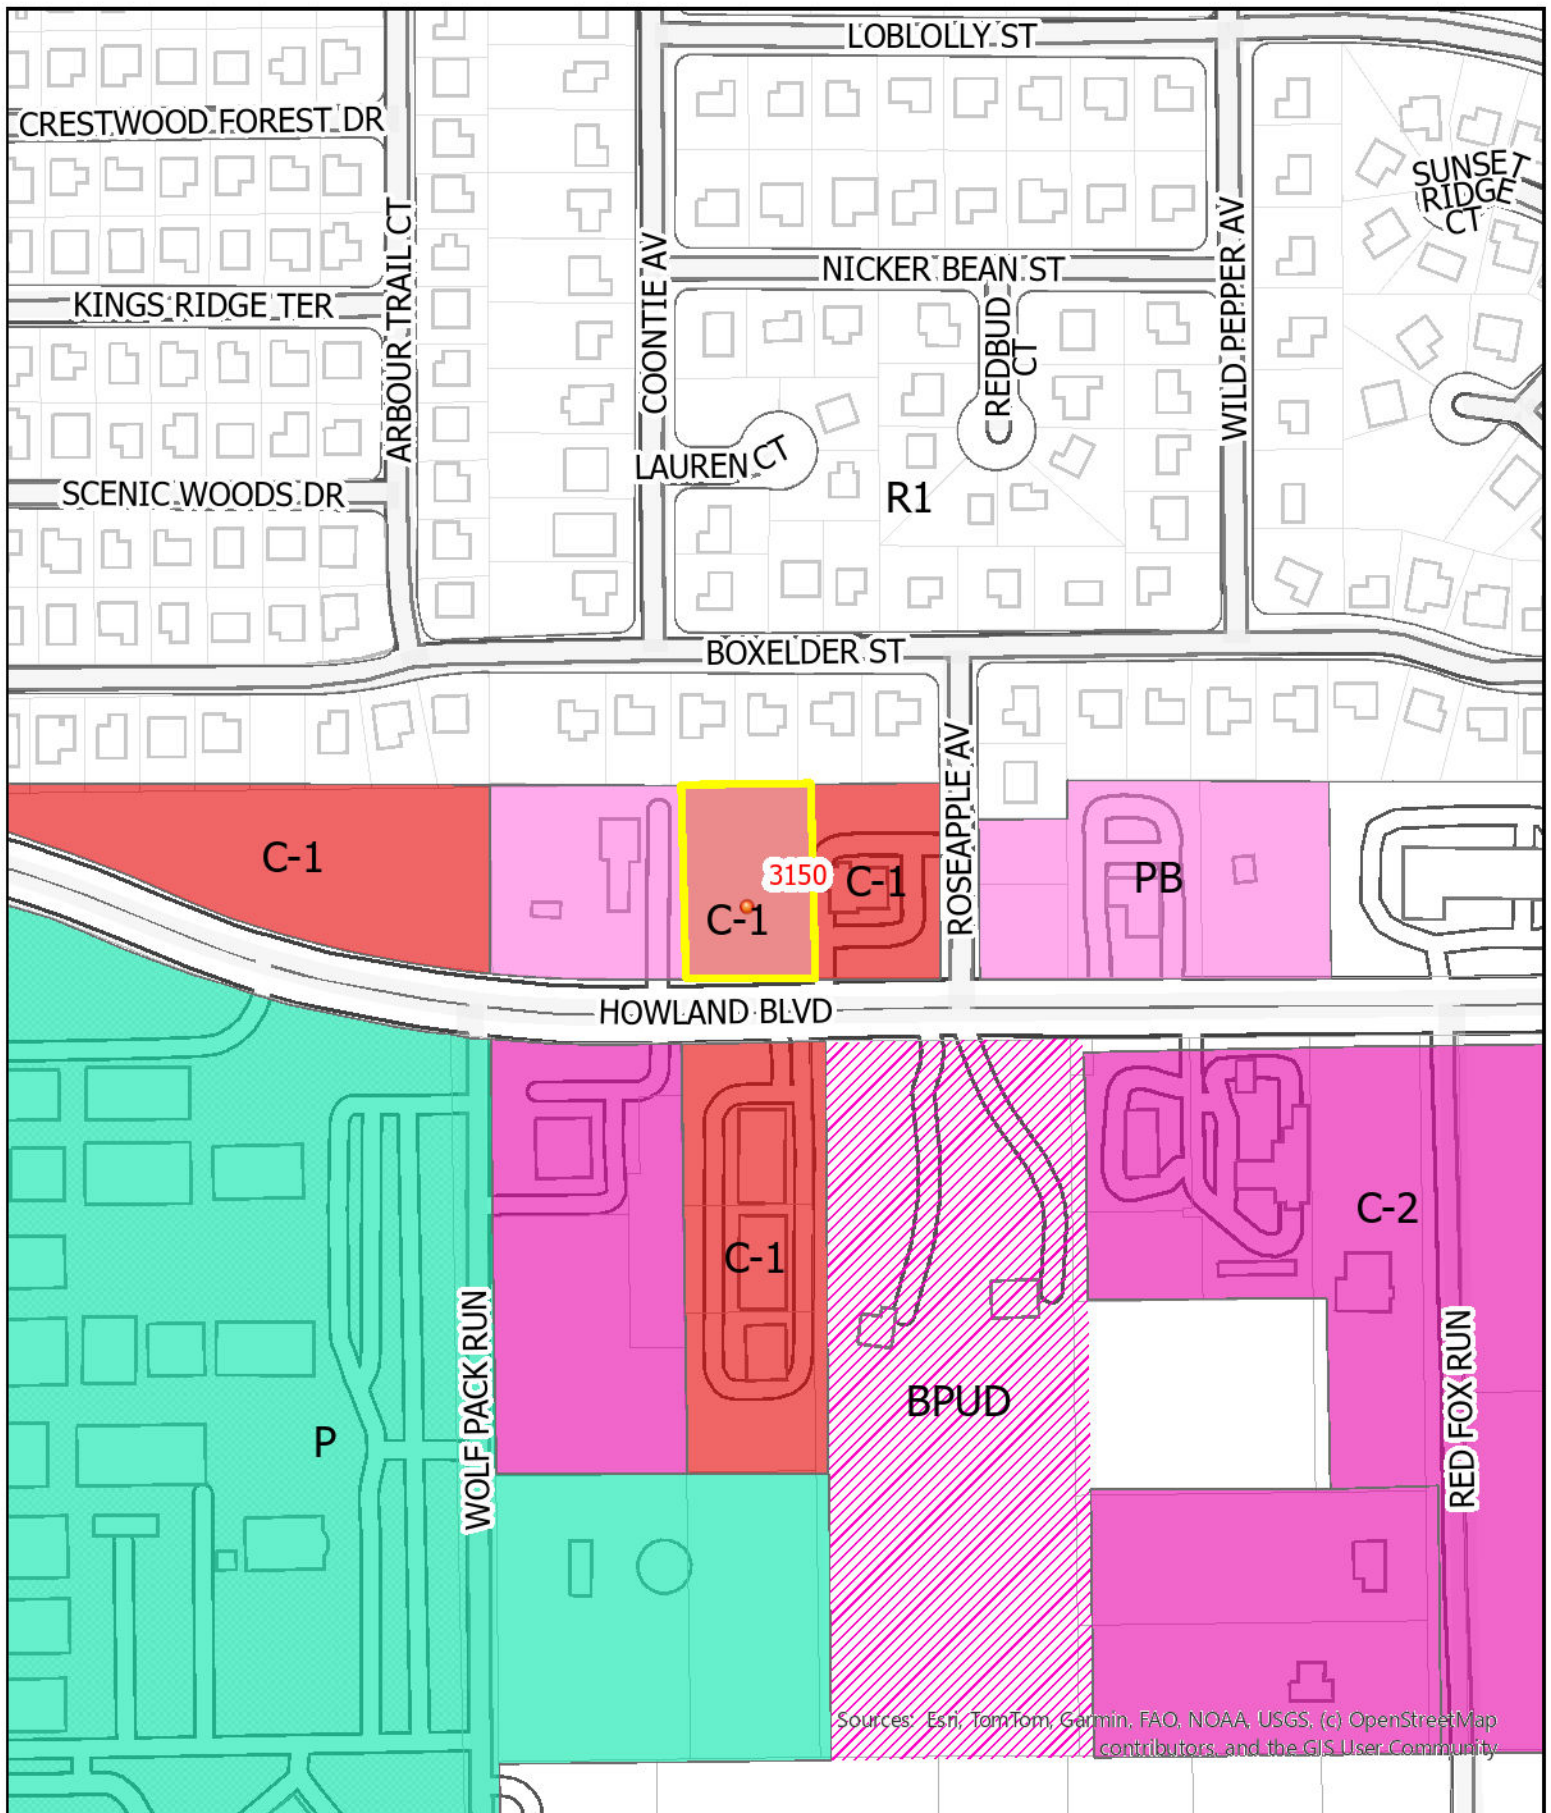 LOBLOLLY ST
CRESTWOOD FOREST DR
SUNSET
RIDGE
CT
NICKER BEAN ST
KINGS RIDGE TER
ARBOUR TRAIL CT
COONTIE AV
REDBUD
CT
WILD PEPPER AV
LAUREN CT
SCENIC WOODS DR
R1
BOXELDER ST
ROSEAPPLE AV
C-1
3150
C-1
C-1
PB
HOWLAND BLVD
C-2
C-1
WOLF PACK RUN
RED FOX RUN
BPUD
P
Sources: Esri, TomTom, Garmin, FAO, NOAA, USGS, (c) OpenStreetMap
contributors, and the GIS User Community